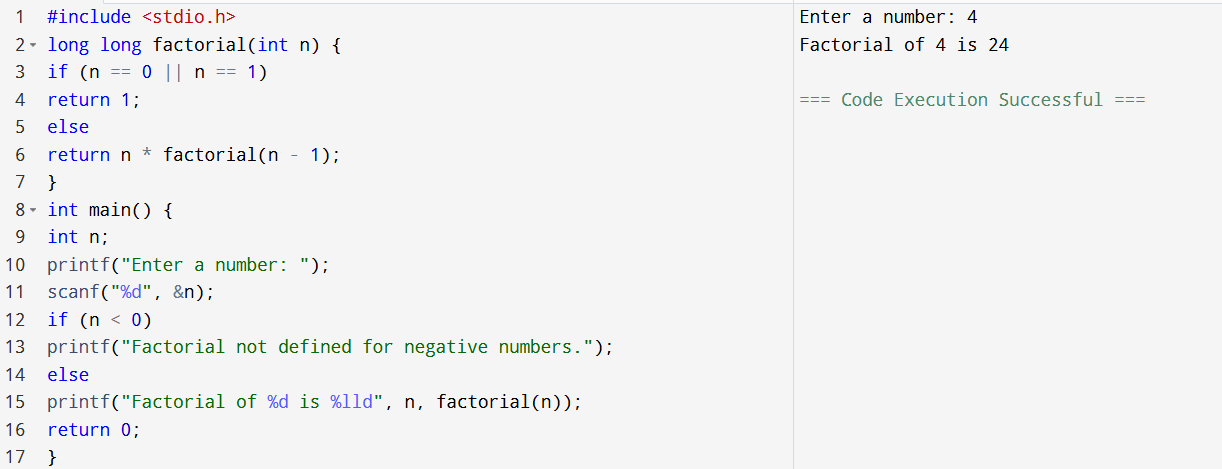 1 #include <stdio.h>
2 long long factorial(int n) {
3 if (n == 0 || n == 1)
4 return 1;
5 else
6 return n * factorial(n - 1);
7 }
8 int main() {
9 int n;
10 printf("Enter a number: ");
11 scanf("%d", &n);
12 if (n < 0)
13 printf("Factorial not defined for negative numbers.");
14 else
15 printf("Factorial of %d is %lld", n, factorial(n));
16 return 0;
17 }
Enter a number: 4
Factorial of 4 is 24
=== Code Execution Successful ===